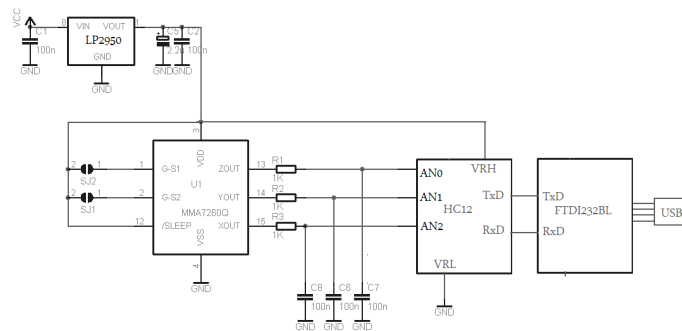 VCC
C1
100n
GND
8
VIN
VOUT
1
LP2950
GND
GND
C5
2.2u
GND
C2
100n
GND
3
VDD
2
1
SJ2
1
G-S1
2
1
SJ1
2
G-S2
12
/SLEEP
U1
MMA7260Q
VSS
4
GND
ZOUT
13
R1
1K
YOUT
14
R2
1K
XOUT
15
R3
1K
C8
100n
GND
C6
100n
GND
C7
100n
GND
VRH
AN0
AN1
AN2
HC12
TxD
RxD
VRL
GND
TxD
FTDI232BL
RxD
USB